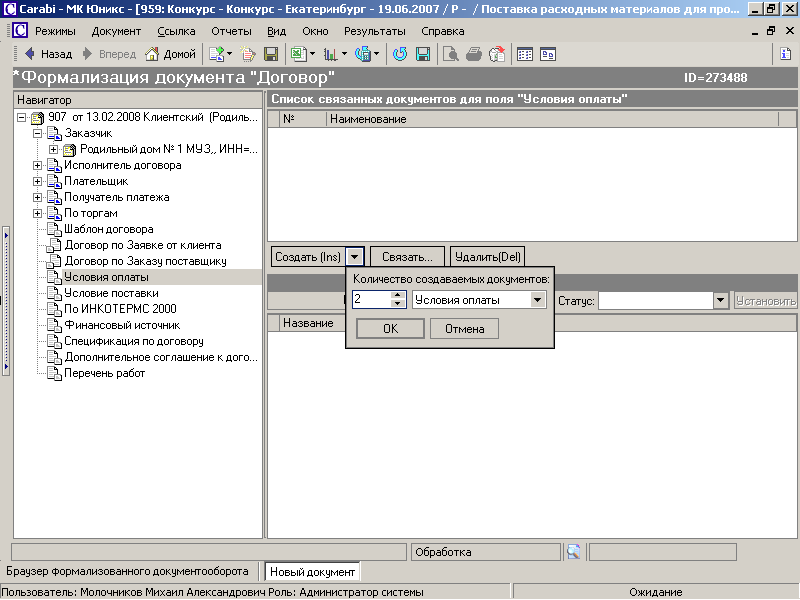 Carabi - МК Юникс - [959: Конкурс - Конкурс - Екатеринбург - 19.06.2007 / Р - / Поставка расходных материалов для про...
Режимы Документ Ссылка Отчеты Вид Окно Результаты Справка
Назад Вперед Домой
*Формализация документа "Договор" ID=273488
Навигатор
907 от 13.02.2008 Клиентский (Родиль...
Заказчик
Родильный дом № 1 МУЗ,, ИНН=...
Исполнитель договора
Плательщик
Получатель платежа
По торгам
Шаблон договора
Договор по Заявке от клиента
Договор по Заказу поставщику
Условия оплаты
Условие поставки
По ИНКОТЕРМС 2000
Финансовый источник
Спецификация по договору
Дополнительное соглашение к дого...
Перечень работ
Список связанных документов для поля "Условия оплаты"
№ Наименование
Создать (Ins) Связать... Удалить(Del)
Количество создаваемых документов:
2 Условия оплаты
OK Отмена
Статус: Установить
Название
Обработка
Браузер формализованного документооборота Новый документ
Пользователь: Молочников Михаил Александрович Роль: Администратор системы Ожидание